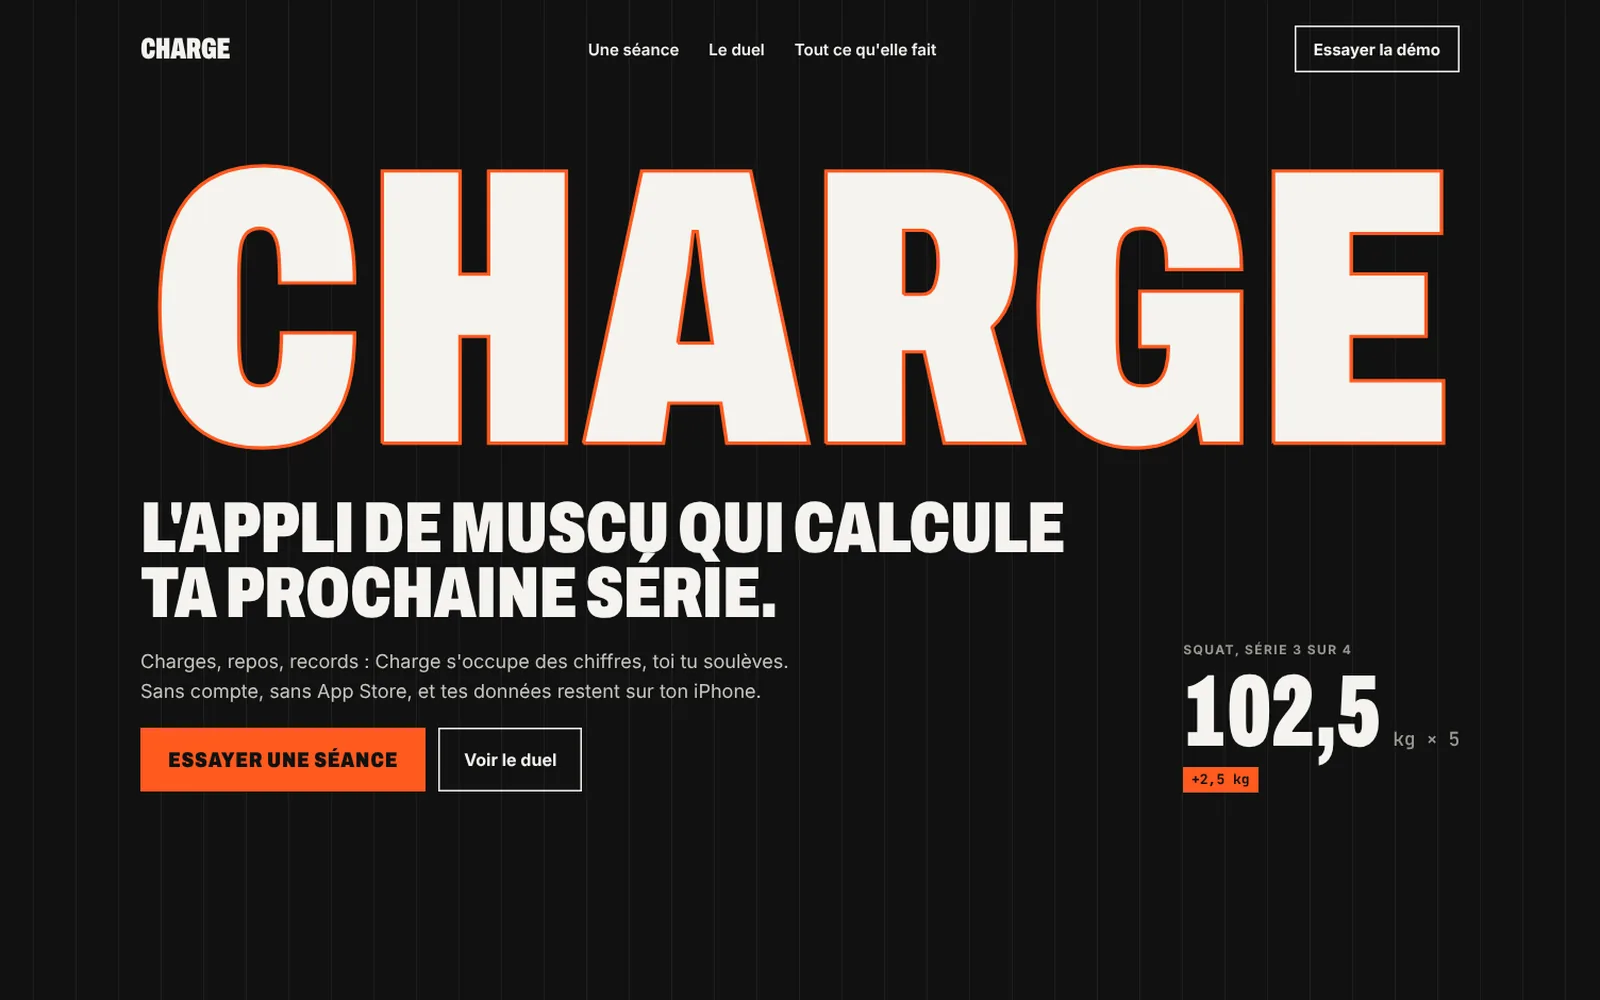 CHARGE
Une séance
Le duel
Tout ce qu'elle fait
Essayer la démo
CHARGE
L'APPLI DE MUSCU QUI CALCULE
TA PROCHAINE SÉRIE.
Charges, repos, records : Charge s'occupe des chiffres, toi tu soulèves.
Sans compte, sans App Store, et tes données restent sur ton iPhone.
ESSAYER UNE SÉANCE
Voir le duel
SQUAT, SÉRIE 3 SUR 4
102,5 kg × 5
+2,5 kg